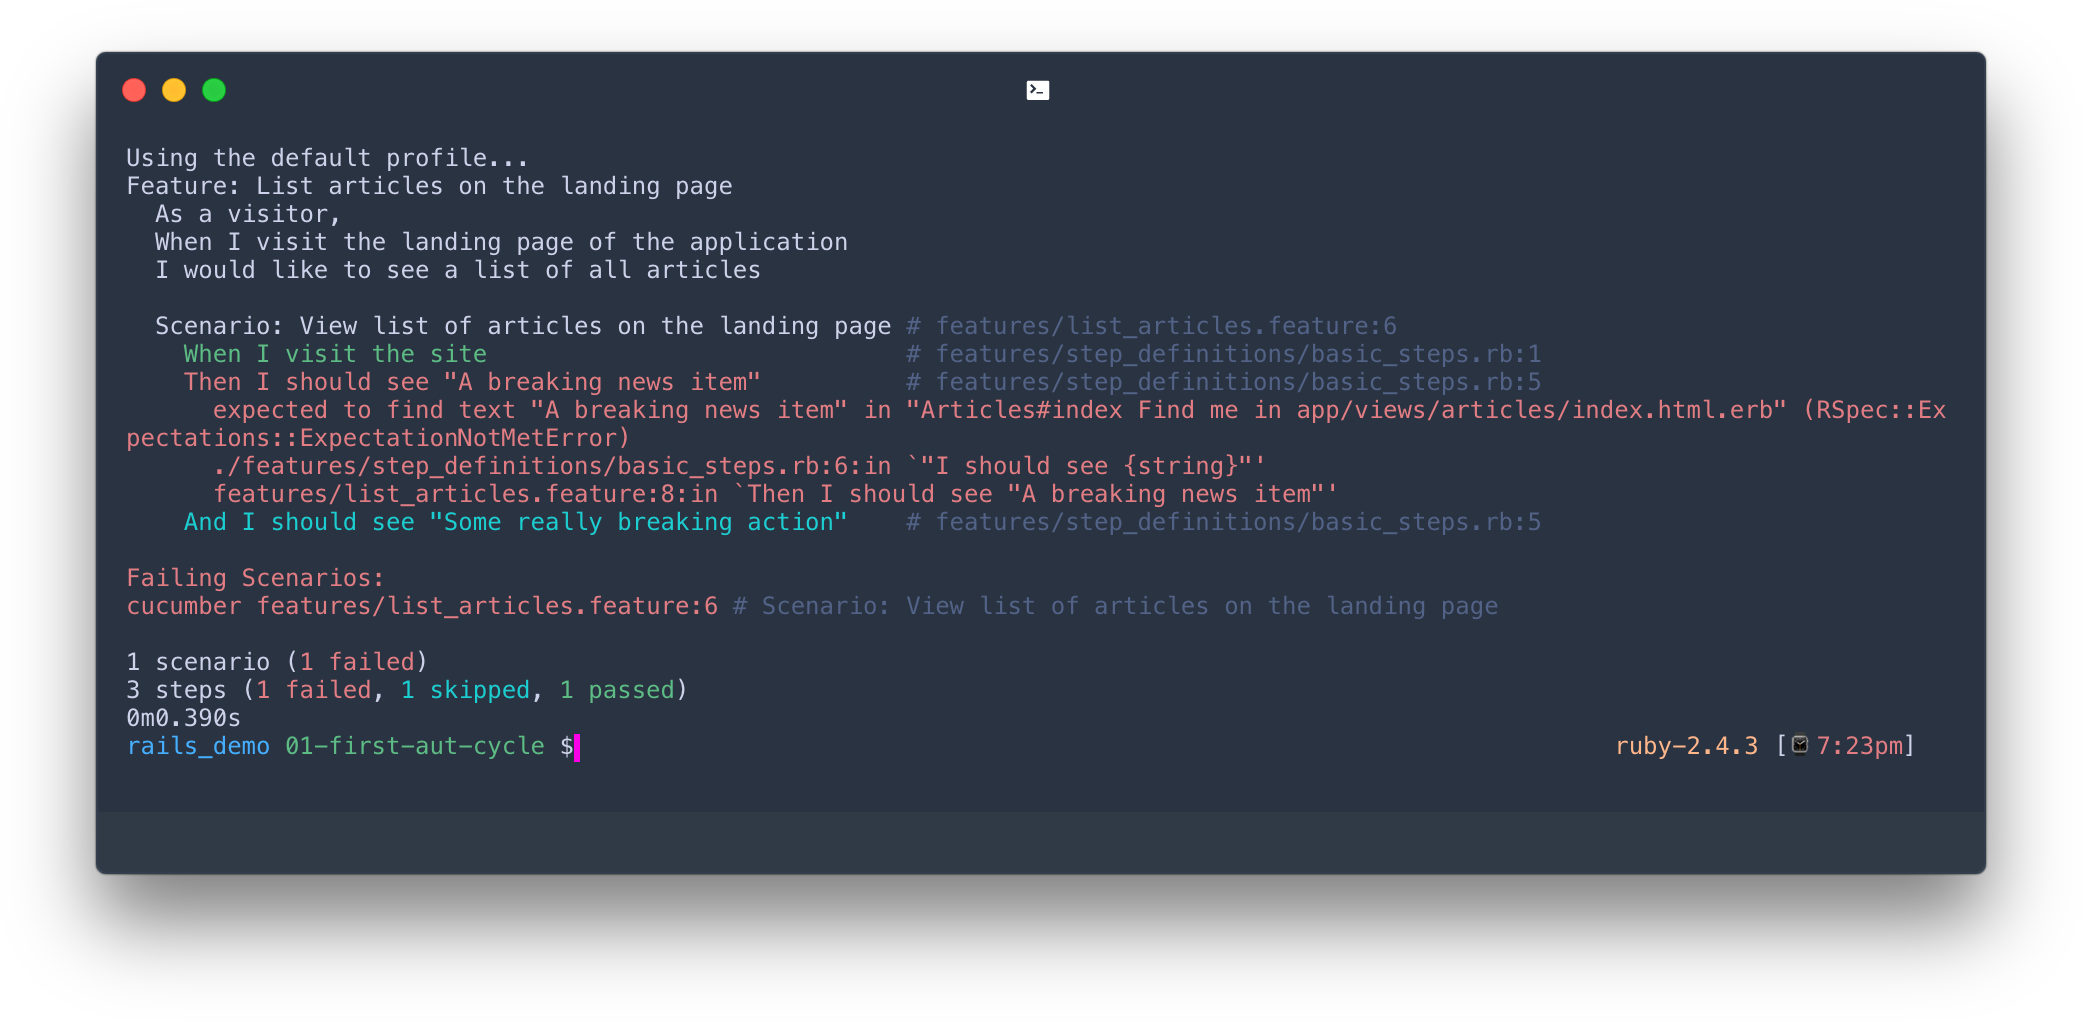 Using the default profile...
Feature: List articles on the landing page
  As a visitor,
  When I visit the landing page of the application
  I would like to see a list of all articles

  Scenario: View list of articles on the landing page # features/list_articles.feature:6
    When I visit the site                             # features/step_definitions/basic_steps.rb:1
    Then I should see "A breaking news item"          # features/step_definitions/basic_steps.rb:5
      expected to find text "A breaking news item" in "Articles#index Find me in app/views/articles/index.html.erb" (RSpec::Ex
pectations::ExpectationNotMetError)
      ./features/step_definitions/basic_steps.rb:6:in `"I should see {string}"'
      features/list_articles.feature:8:in `Then I should see "A breaking news item"'
    And I should see "Some really breaking action"    # features/step_definitions/basic_steps.rb:5

Failing Scenarios:
cucumber features/list_articles.feature:6 # Scenario: View list of articles on the landing page

1 scenario (1 failed)
3 steps (1 failed, 1 skipped, 1 passed)
0m0.390s
rails_demo 01-first-aut-cycle $ ruby-2.4.3 [7:23pm]